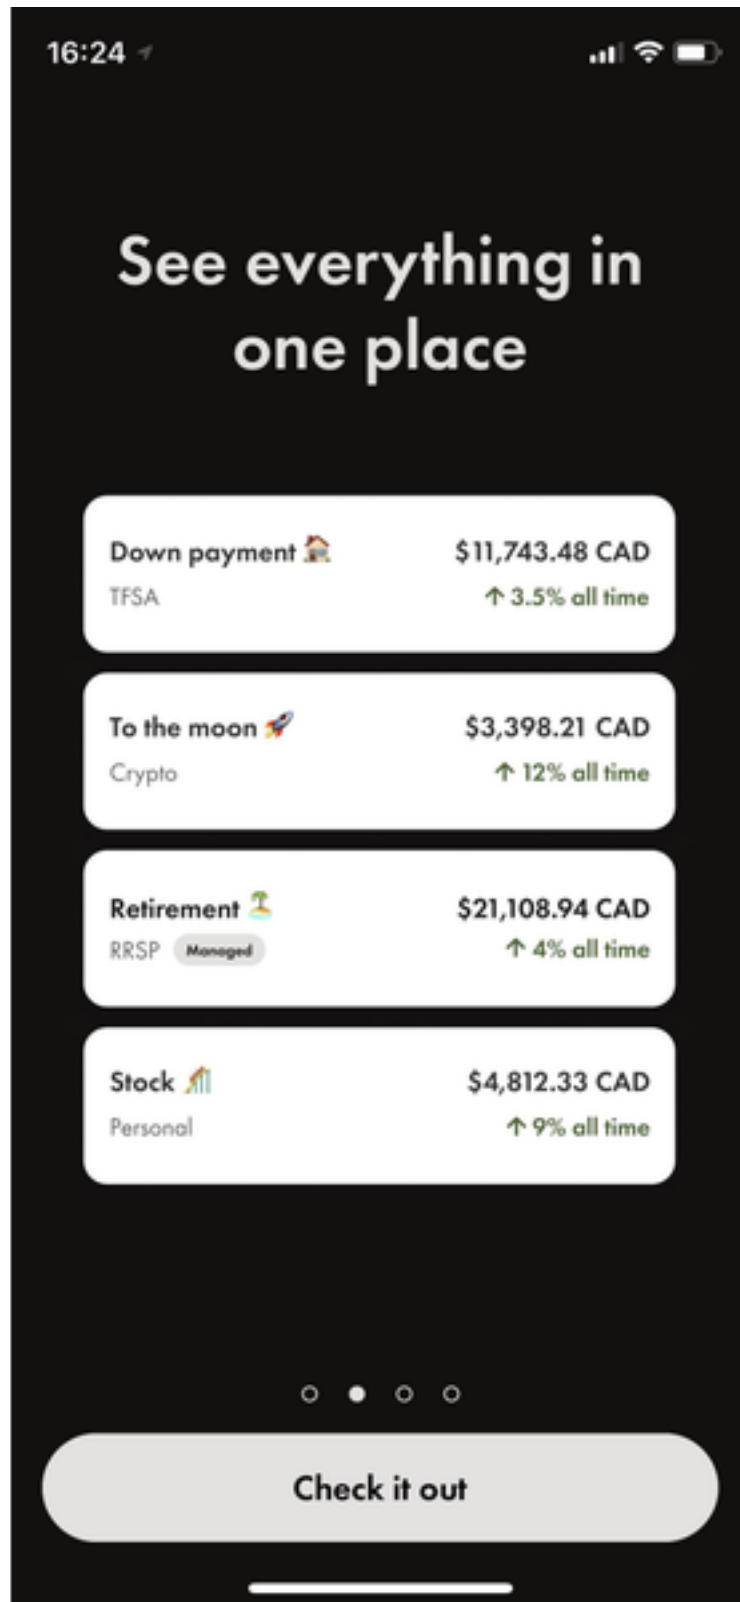 16:24
See everything in
one place
Down payment 🏠 $11,743.48 CAD
TFSA ↑ 3.5% all time
To the moon 🚀 $3,398.21 CAD
Crypto ↑ 12% all time
Retirement 🏝️ $21,108.94 CAD
RRSP Managed ↑ 4% all time
Stock 🎢 $4,812.33 CAD
Personal ↑ 9% all time
Check it out